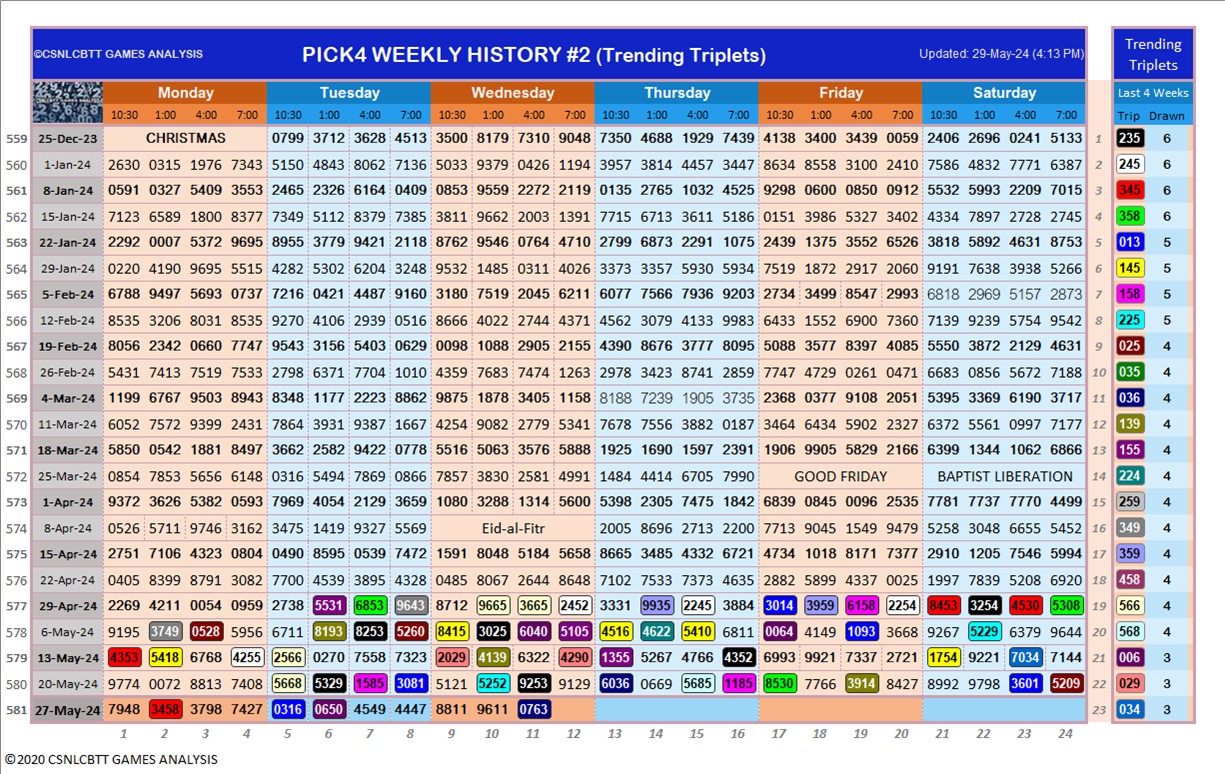 ©CSNLCBTT GAMES ANALYSIS PICK4 WEEKLY HISTORY #2 (Trending Triplets) Updated: 29-May-24 (4:13 PM) Trending Triplets
Monday Tuesday Wednesday Thursday Friday Saturday Last 4 Weeks
10:30 1:00 4:00 7:00 10:30 1:00 4:00 7:00 10:30 1:00 4:00 7:00 10:30 1:00 4:00 7:00 10:30 1:00 4:00 7:00 10:30 1:00 4:00 7:00 Trip Drawn
559 25-Dec-23 CHRISTMAS 0799 3712 3628 4513 3500 8179 7310 9048 7350 4688 1929 7439 4138 3400 3439 0059 2406 2696 0241 5133 1 235 6
560 1-Jan-24 2630 0315 1976 7343 5150 4843 8062 7136 5033 9379 0426 1194 3957 3814 4457 3447 8634 8558 3100 2410 7586 4832 7771 6387 2 245 6
561 8-Jan-24 0591 0327 5409 3553 2465 2326 6164 0409 0853 9559 2272 2119 0135 2765 1032 4525 9298 0600 0850 0912 5532 5993 2209 7015 3 345 6
562 15-Jan-24 7123 6589 1800 8377 7349 5112 8379 7385 3811 9662 2003 1391 7715 6713 3611 5186 0151 3986 5327 3402 4334 7897 2728 2745 4 358 6
563 22-Jan-24 2292 0007 5372 9695 8955 3779 9421 2118 8762 9546 0764 4710 2799 6873 2291 1075 2439 1375 3552 6526 3818 5892 4631 8753 5 013 5
564 29-Jan-24 0220 4190 9695 5515 4282 5302 6204 3248 9532 1485 0311 4026 3373 3357 5930 5934 7519 1872 2917 2060 9191 7638 3938 5266 6 145 5
565 5-Feb-24 6788 9497 5693 0737 7216 0421 4487 9160 3180 7519 2045 6211 6077 7566 7936 9203 2734 3499 8547 2993 6818 2969 5157 2873 7 158 5
566 12-Feb-24 8535 3206 8031 8535 9270 4106 2939 0516 8666 4022 2744 4371 4562 3079 4133 9983 6433 1552 6900 7360 7139 9239 5754 9542 8 225 5
567 19-Feb-24 8056 2342 0660 7747 9543 3156 5403 0629 0098 1088 2905 2155 4390 8676 3777 8095 5088 3577 8397 4085 5550 3872 2129 4631 9 025 4
568 26-Feb-24 5431 7413 7519 7533 2298 6371 7704 1010 4359 7683 7474 1263 2978 3423 8741 2859 7747 4729 0261 0471 6683 0856 5672 7188 10 035 4
569 4-Mar-24 1199 6767 9503 8943 8348 1177 2223 8862 9875 1878 3405 1158 8188 7239 1905 3735 2368 0377 9108 2051 5395 3369 6190 3717 11 036 4
570 11-Mar-24 6052 7572 9399 2431 7864 3931 9387 1667 4254 9082 2779 5341 7678 7556 3882 0187 3464 6434 5902 2327 6372 5561 0997 7177 12 139 4
571 18-Mar-24 5850 0542 1881 8497 3662 2582 9422 0778 5516 5063 3576 5888 1925 1690 1597 2391 1906 9905 5829 2166 6399 1344 1062 6866 13 155 4
572 25-Mar-24 0854 7853 5656 6148 0316 5494 7869 0866 0857 3830 2581 4991 1484 4414 6705 7990 GOOD FRIDAY BAPTIST LIBERATION 14 224 4
573 1-Apr-24 9372 3626 5382 0593 7969 4054 2129 3659 1080 3288 1314 5600 5398 2305 7475 1842 6839 0845 0096 2535 7781 7737 7770 4499 15 259 4
574 8-Apr-24 0526 5711 9746 3162 3475 1419 9327 5569 Eid-al-Fitr 2005 8696 2713 2200 7713 9045 1549 9479 5258 3048 6655 5452 16 349 4
575 15-Apr-24 2751 7106 4323 0804 0490 8595 0539 7472 1591 8048 5184 5658 8665 3485 4332 6721 4734 1018 8171 7377 2910 1205 7546 5994 17 359 4
576 22-Apr-24 0405 8399 8791 3082 7700 4539 3895 4328 0485 8067 2644 8648 7102 7533 7373 4635 2882 5899 4337 0025 1997 7839 5208 6920 18 458 4
577 29-Apr-24 2269 4211 0054 0959 2738 5531 6853 9643 8712 9665 3665 2452 3331 9935 2245 3884 3014 3959 6158 2254 8453 3254 4530 5308 19 566 4
578 6-May-24 9195 3749 0528 5956 6711 8193 8253 5260 8415 3025 6040 5105 4516 4622 5410 6811 0064 4149 1093 3668 9267 5229 6379 9644 20 568 4
579 13-May-24 4353 5418 6768 4255 2566 0270 7558 7323 2029 4139 6322 4290 1355 5267 4766 4352 6993 9921 7337 2721 1754 9221 7034 7144 21 006 3
580 20-May-24 9774 0072 8813 7408 5668 5329 1585 3081 5121 5252 9253 9129 6036 0669 5685 1185 8530 7766 3914 8427 8992 9798 3601 5209 22 029 3
581 27-May-24 7948 3458 3798 7427 0316 0650 4549 4447 8811 9611 0763 23 034 3
1 2 3 4 5 6 7 8 9 10 11 12 13 14 15 16 17 18 19 20 21 22 23 24
©2020 CSNLCBTT GAMES ANALYSIS